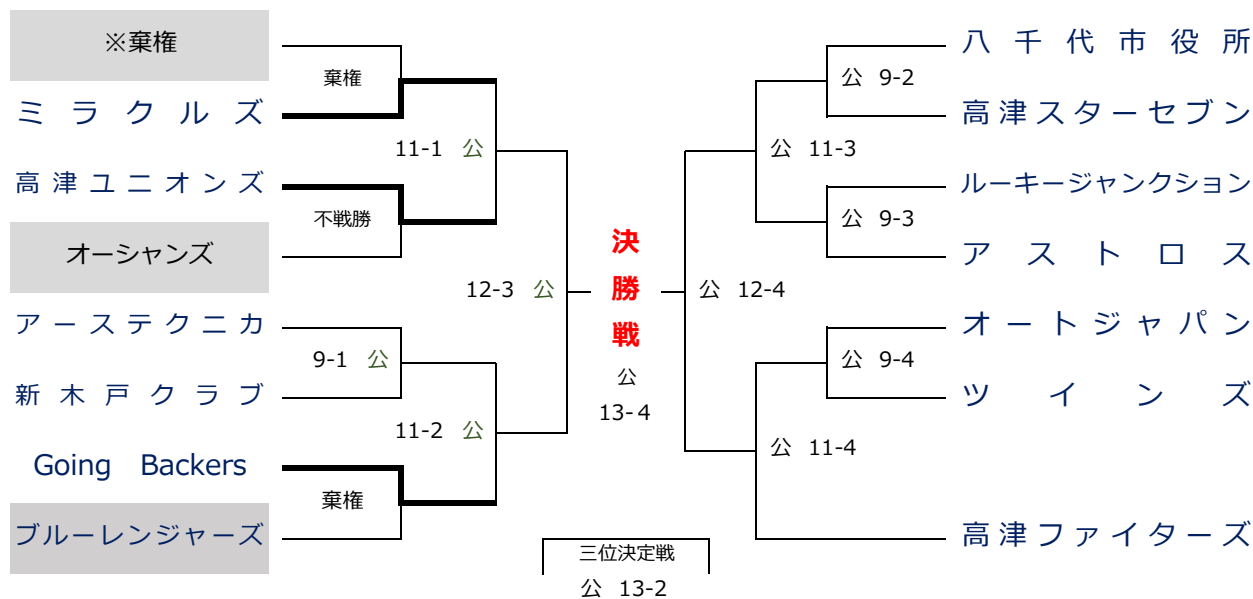 ※棄権
棄権
ミラクルズ
11-1 公
高津ユニオンズ
不戦勝
オーシャンズ
12-3 公
アーステクニカ
9-1 公
新木戸クラブ
11-2 公
Going Backers
棄権
ブルーレンジャーズ
決
勝
戦
公
13-4
三位決定戦
公 13-2
八千代市役所
公 9-2
高津スターセブン
公 11-3
ルーキージャンクション
公 9-3
アストロス
公 12-4
オートジャパン
公 9-4
ツインズ
公 11-4
高津ファイターズ